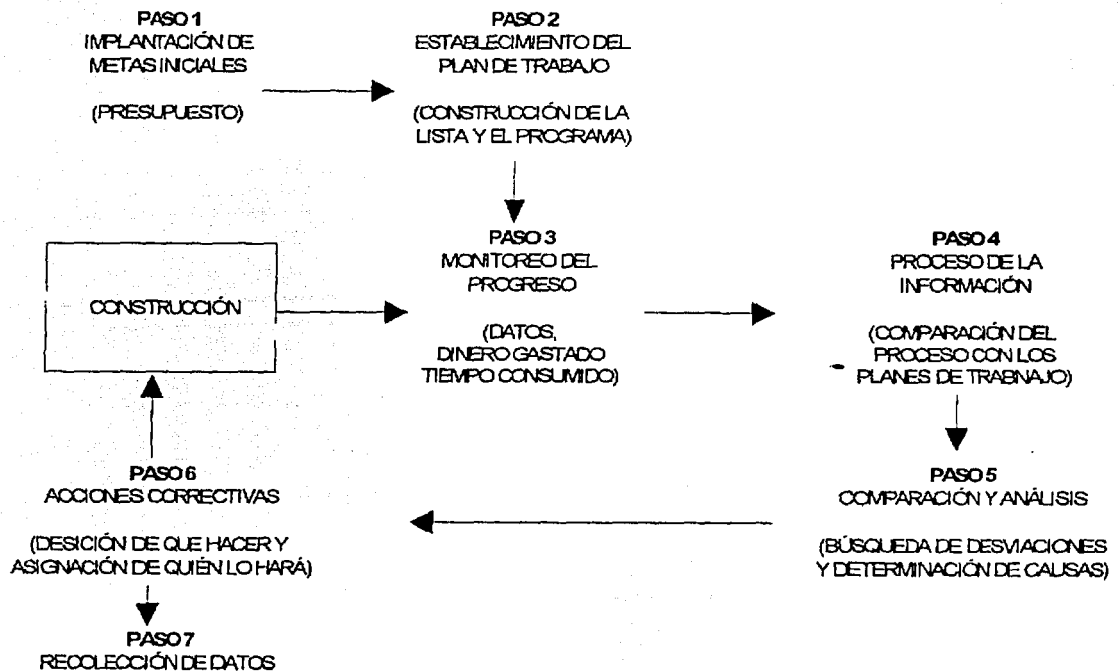 PASO 1
IMPLANTACIÓN DE
METAS INICIALES
(PRESUPUESTO)
PASO 2
ESTABLECIMIENTO DEL
PLAN DE TRABAJO
(CONSTRUCCIÓN DE LA
LISTA Y EL PROGRAMA)
CONSTRUCCIÓN
PASO 3
MONITOREO DEL
PROGRESO
(DATOS,
DINERO GASTADO
TIEMPO CONSUMIDO)
PASO 4
PROCESO DE LA
INFORMACIÓN
(COMPARACIÓN DEL
PROCESO CON LOS
PLANES DE TRABNAJO)
PASO 5
COMPARACIÓN Y ANÁLISIS
(BÚSQUEDA DE DESVIACIONES
Y DETERMINACIÓN DE CAUSAS)
PASO 6
ACCIONES CORRECTIVAS
(DESICIÓN DE QUE HACER Y
ASIGNACIÓN DE QUIÉN LO HARÁ)
PASO 7
RECOLECCIÓN DE DATOS